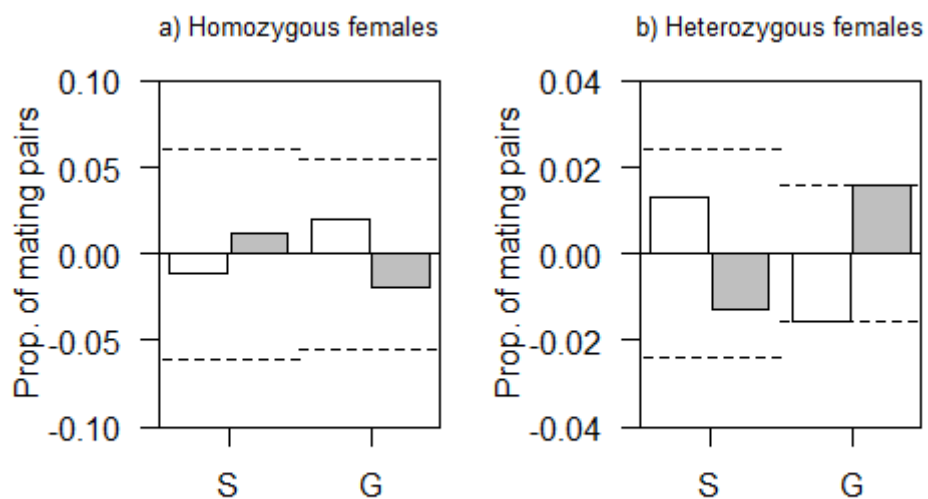 a) Homozygous females
Prop. of mating pairs
0.10
0.05
0.00
-0.05
-0.10
S G
b) Heterozygous females
Prop. of mating pairs
0.04
0.02
0.00
-0.02
-0.04
S G